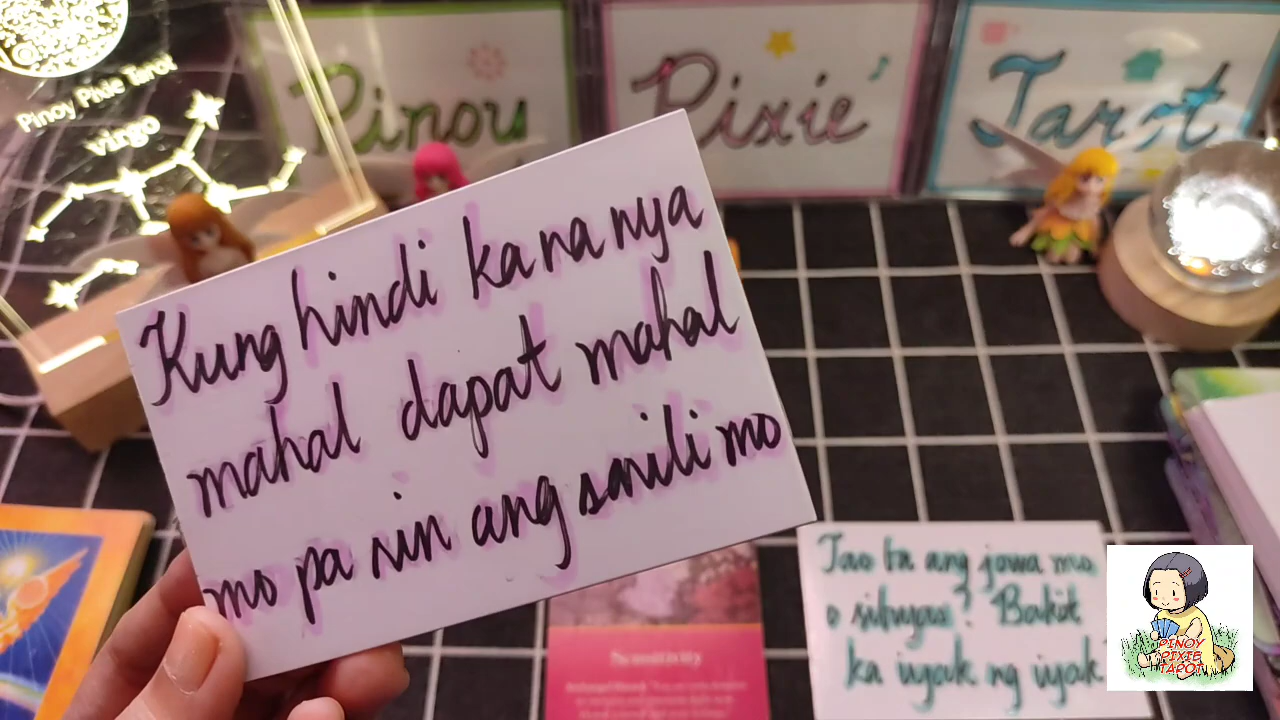 Pinoy Pixie Tarot
virgo
Pinoy Pixie Tarot
Kung hindi ka na nya
mahal dapat mahal
mo pa rin ang sarili mo
Sensitivity
Tao ba ang jowa mo
o sibuyas? Bakit
ka iyak ng iyak
PINOY
PIXIE
TAROT